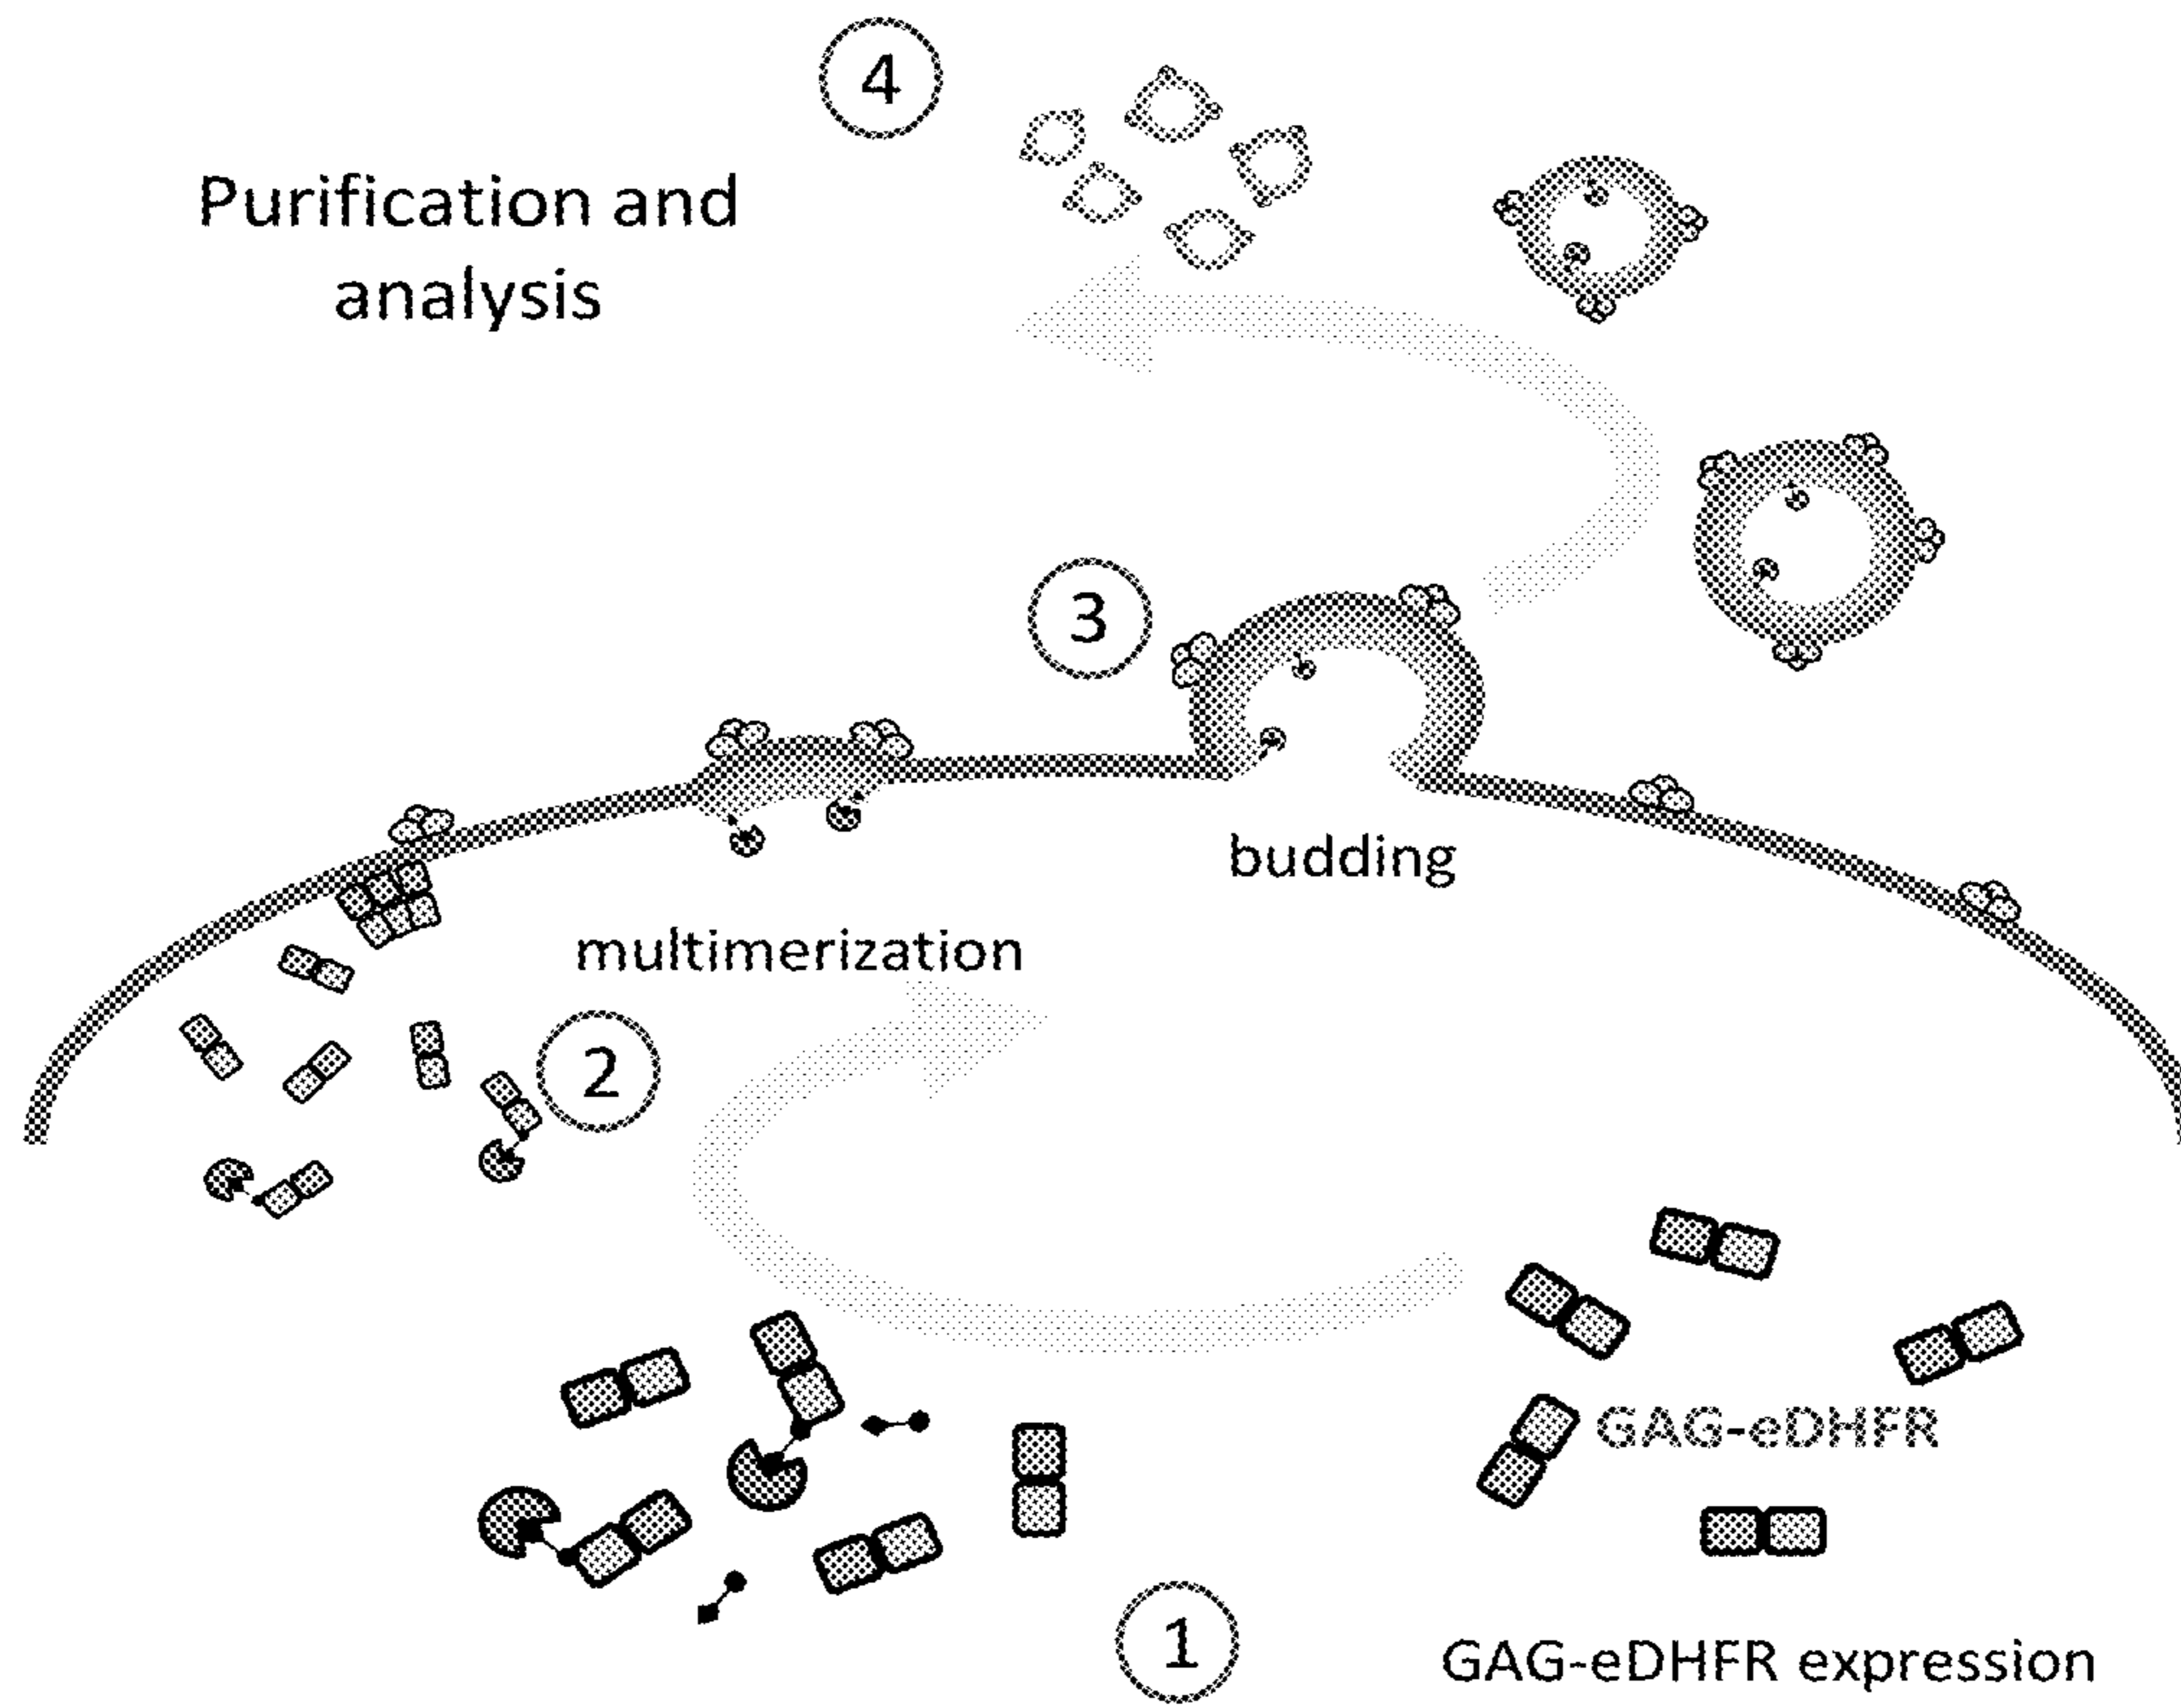 4
Purification and
analysis
3
budding
multimerization
2
GAG-eDHFR
1
GAG-eDHFR expression